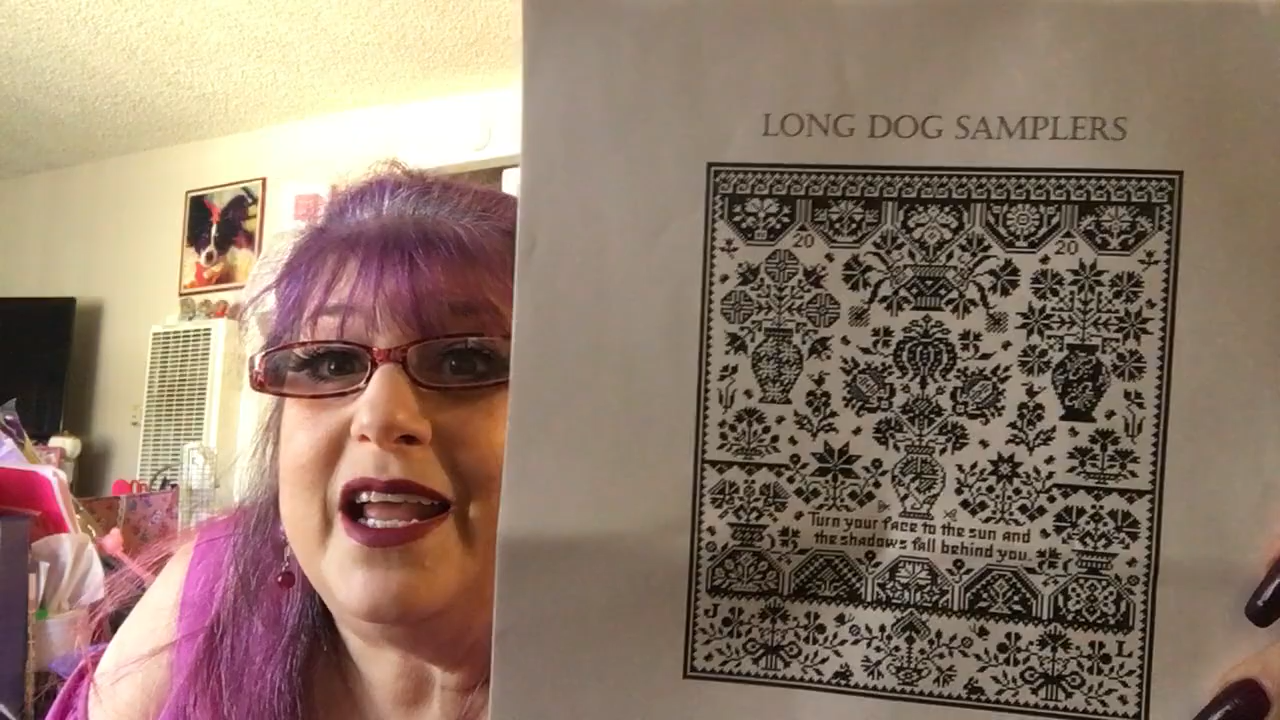 LONG DOG SAMPLERS
20 20
Turn your face to the sun and
the shadows fall behind you.
J L